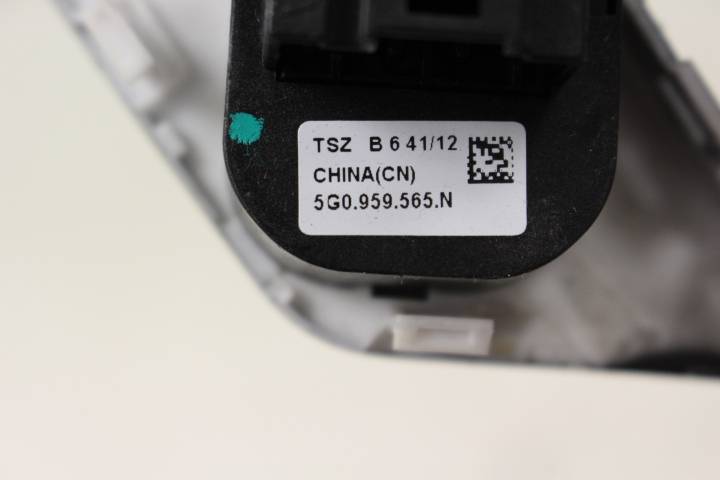 TSZ B 6 41/12
CHINA(CN)
5G0.959.565.N